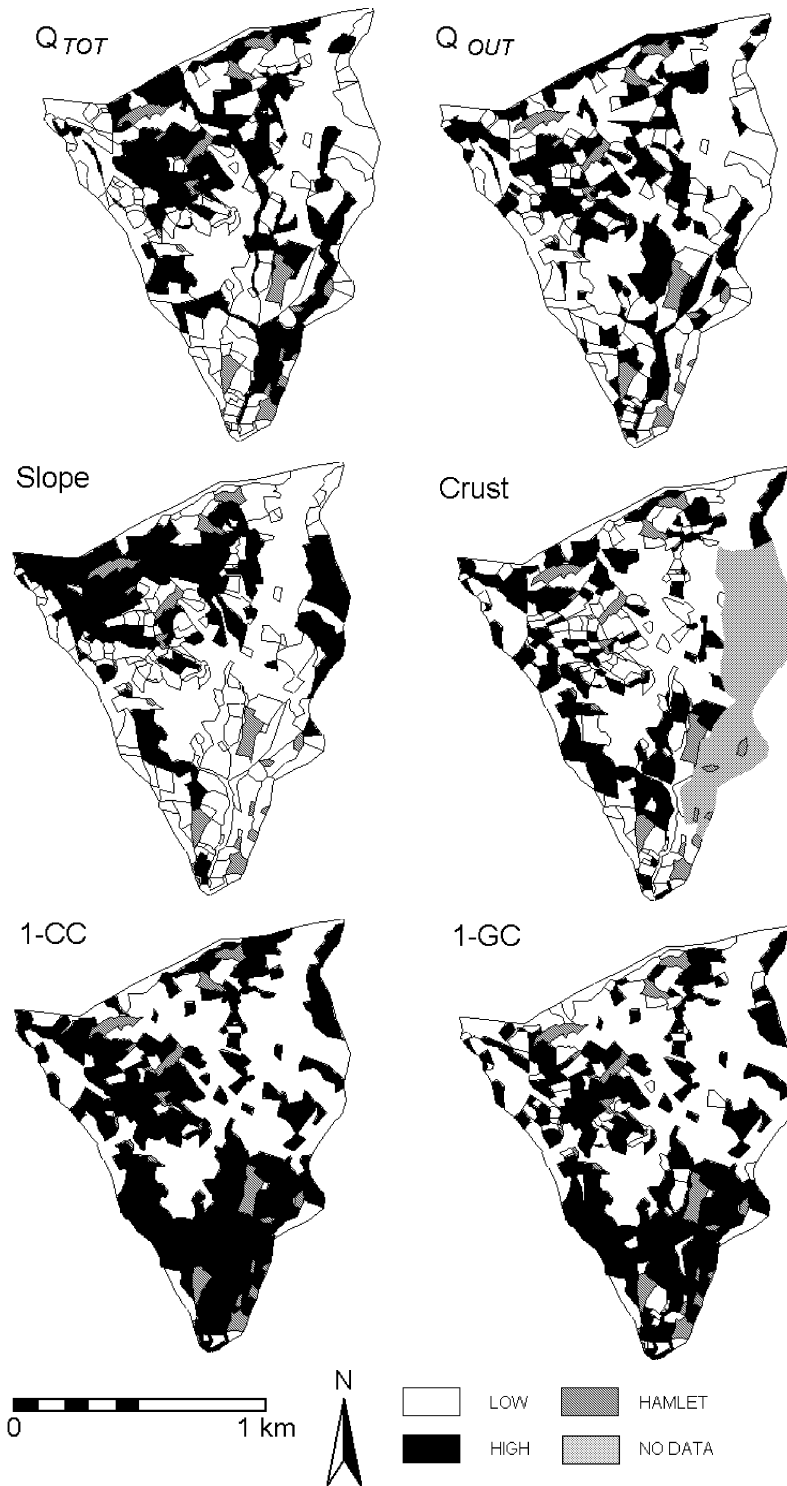 Q TOT
Q OUT
Slope
Crust
1-CC
1-GC
N
0 1 km
LOW
HAMLET
HIGH
NO DATA